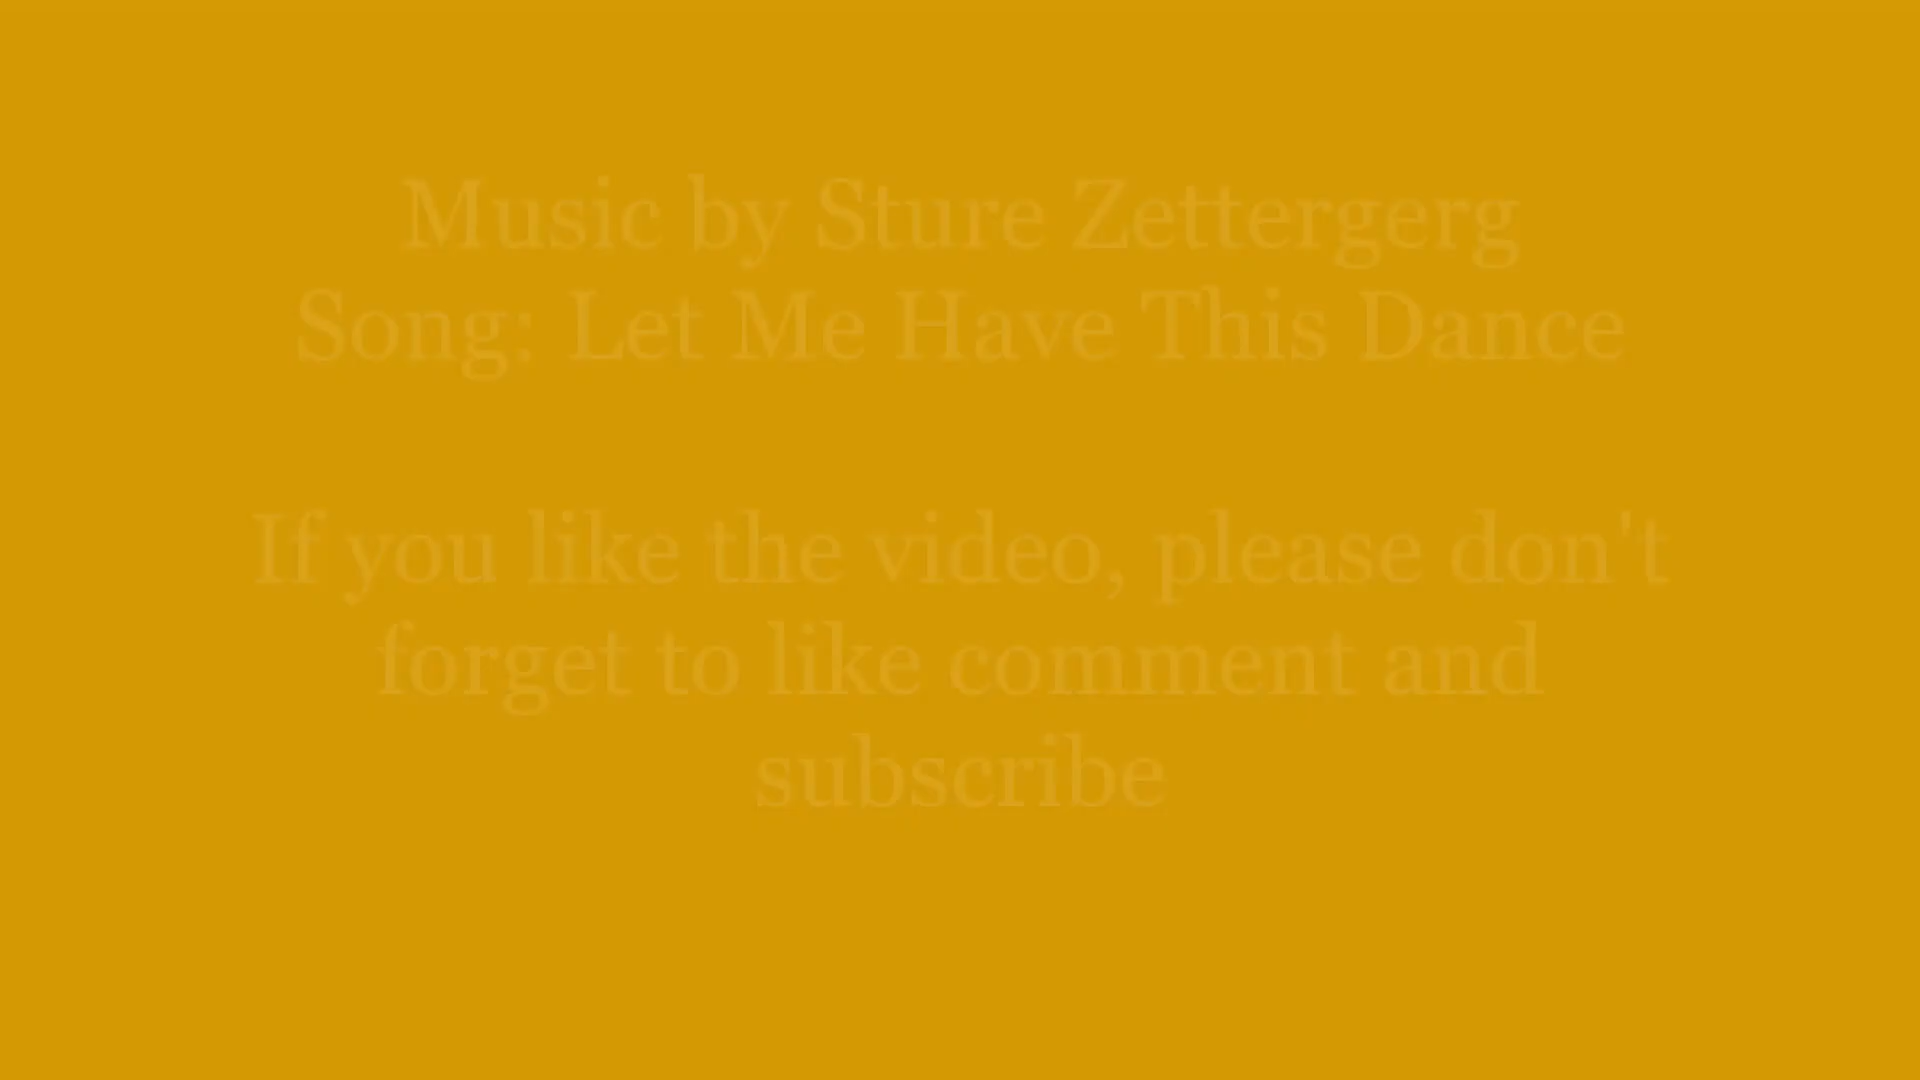 Music by Sture Zettergerg
Song: Let Me Have This Dance
If you like the video, please don't
forget to like comment and
subscribe